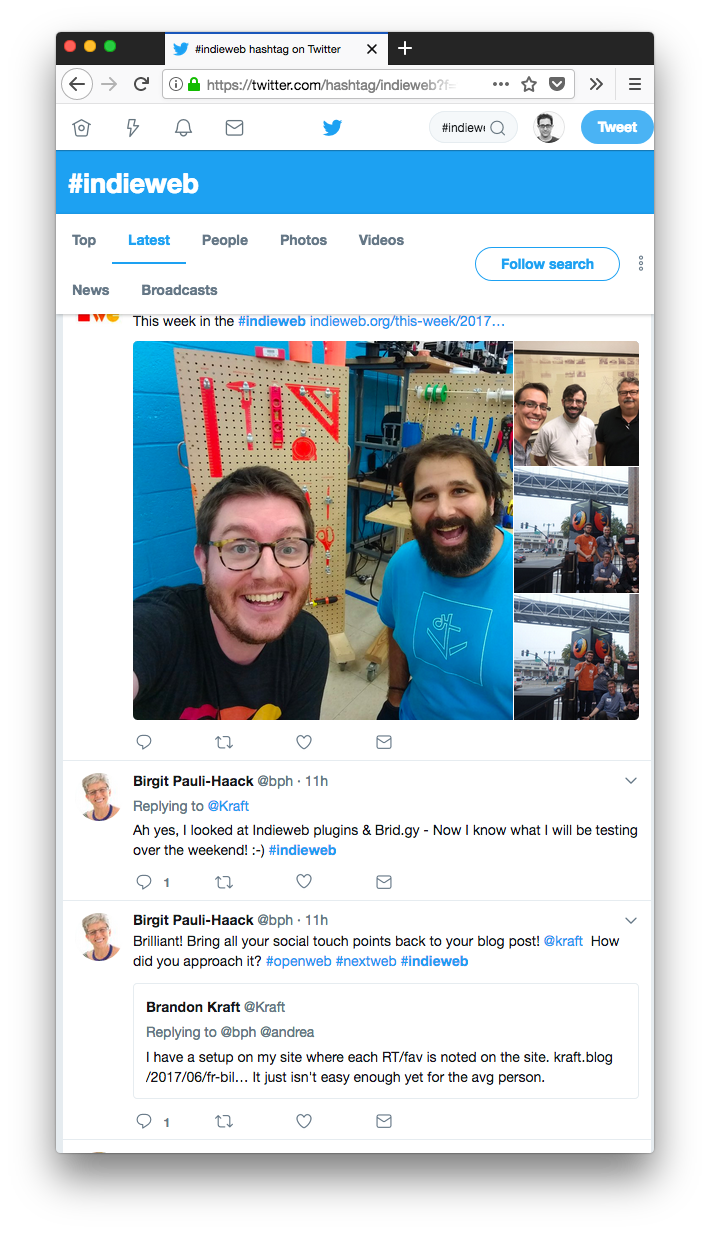 #indieweb hashtag on Twitter
https://twitter.com/hashtag/indieweb?f=
#indiewe
Tweet
#indieweb
Top Latest People Photos Videos
Follow search
News Broadcasts
This week in the #indieweb indieweb.org/this-week/2017…
Birgit Pauli-Haack @bph · 11h
Replying to @Kraft
Ah yes, I looked at Indieweb plugins & Brid.gy - Now I know what I will be testing
over the weekend! :-) #indieweb
1
Birgit Pauli-Haack @bph · 11h
Brilliant! Bring all your social touch points back to your blog post! @kraft How
did you approach it? #openweb #nextweb #indieweb
Brandon Kraft @Kraft
Replying to @bph @andrea
I have a setup on my site where each RT/fav is noted on the site. kraft.blog
/2017/06/fr-bil… It just isn't easy enough yet for the avg person.
1